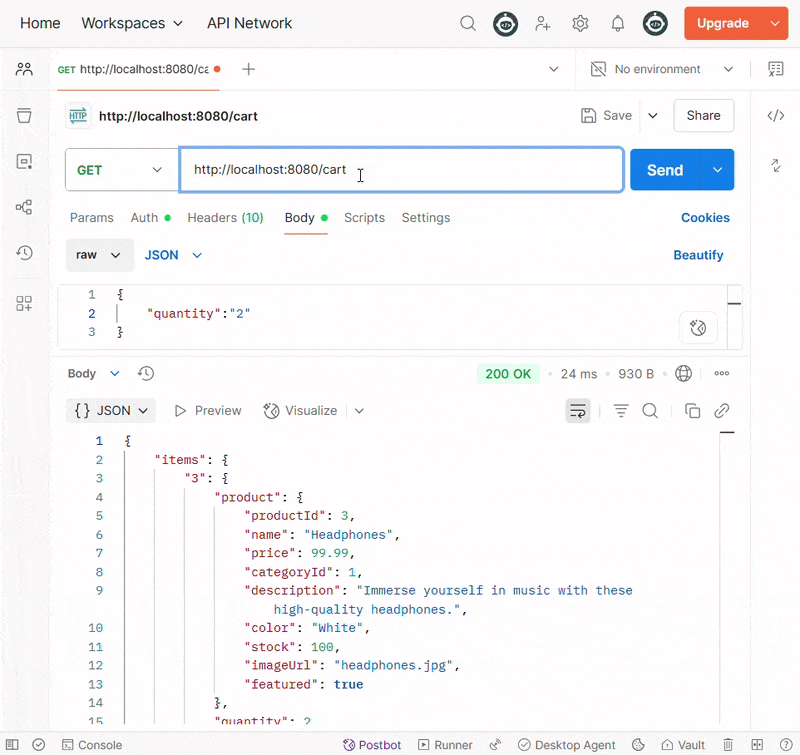 Home Workspaces API Network Upgrade
GET http://localhost:8080/ca No environment
HTTP http://localhost:8080/cart Save Share
GET http://localhost:8080/cart Send
Params Auth Headers (10) Body Scripts Settings Cookies
raw JSON Beautify
1 {
2 "quantity":"2"
3 }
Body 200 OK • 24 ms • 930 B
{} JSON Preview Visualize
1 {
2 "items": {
3 "3": {
4 "product": {
5 "productId": 3,
6 "name": "Headphones",
7 "price": 99.99,
8 "categoryId": 1,
9 "description": "Immerse yourself in music with these
high-quality headphones.",
10 "color": "White",
11 "stock": 100,
12 "imageUrl": "headphones.jpg",
13 "featured": true
14 },
15 "quantity": 2
Console Postbot Runner Desktop Agent Vault